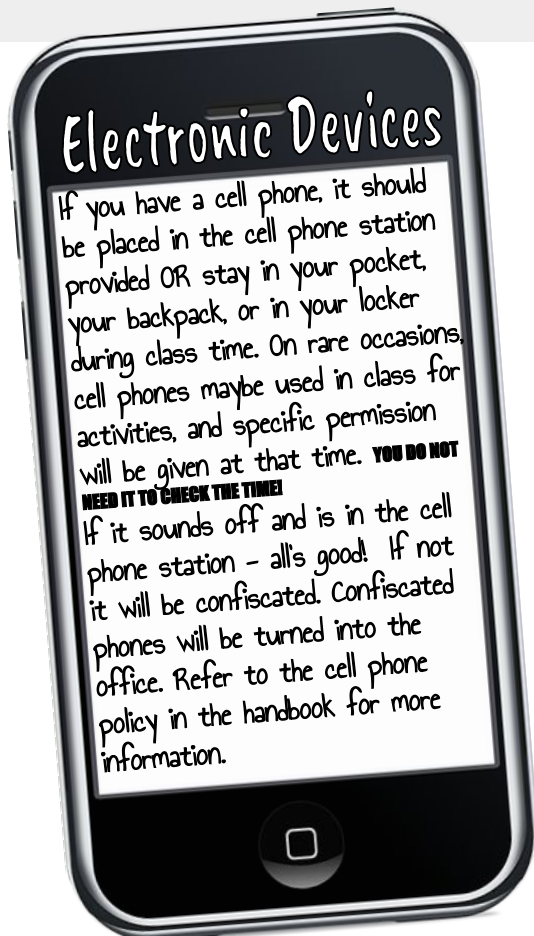 Electronic Devices
If you have a cell phone, it should
be placed in the cell phone station
provided OR stay in your pocket,
your backpack, or in your locker
during class time. On rare occasions,
cell phones maybe used in class for
activities, and specific permission
will be given at that time. YOU DO NOT
NEED IT TO CHECK THE TIME!
If it sounds off and is in the cell
phone station – all's good! If not
it will be confiscated. Confiscated
phones will be turned into the
office. Refer to the cell phone
policy in the handbook for more
information.